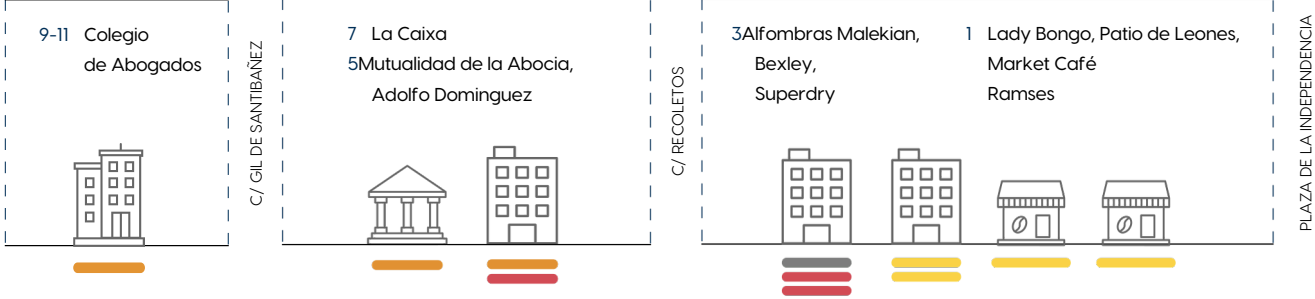 9-11 Colegio
de Abogados
C/ GIL DE SANTIBAÑEZ
7 La Caixa
5Mutualidad de la Abocia,
Adolfo Dominguez
C/ RECOLETOS
3Alfombras Malekian,
Bexley,
Superdry
1 Lady Bongo, Patio de Leones,
Market Café
Ramses
PLAZA DE LA INDEPENDENCIA